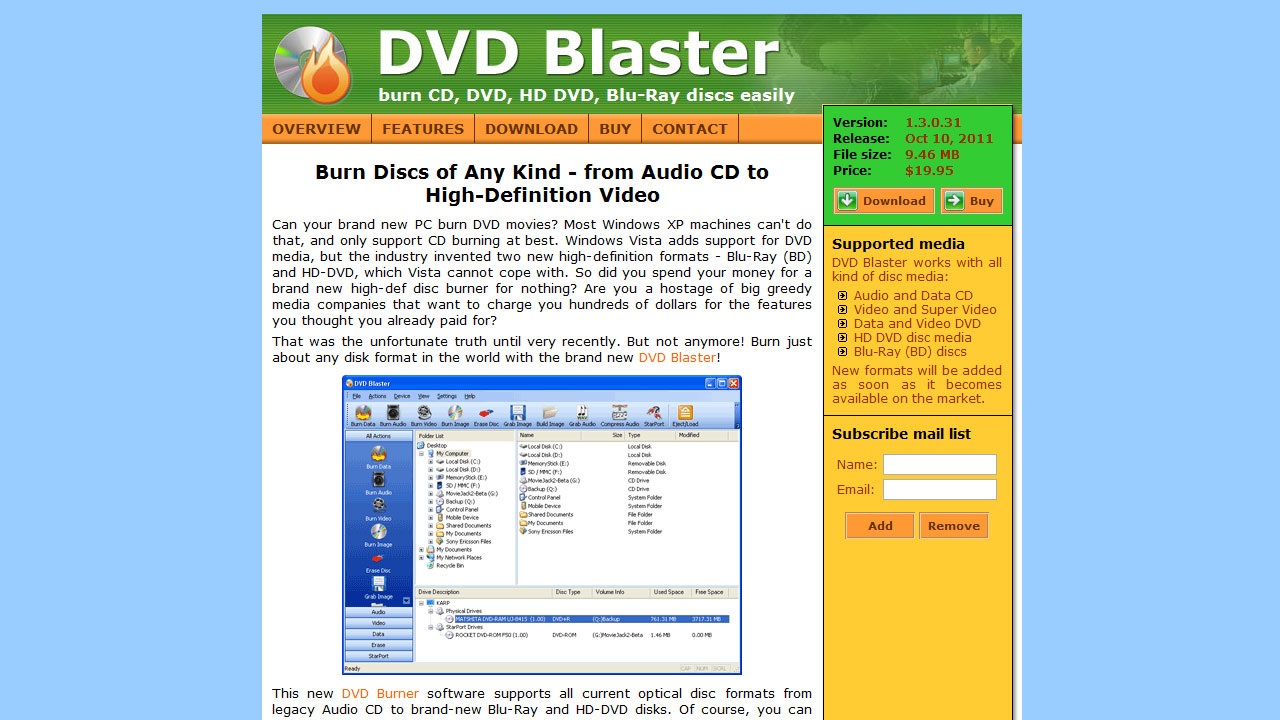 DVD Blaster
burn CD, DVD, HD DVD, Blu-Ray discs easily
OVERVIEW FEATURES DOWNLOAD BUY CONTACT
Version: 1.3.0.31
Release: Oct 10, 2011
File size: 9.46 MB
Price: $19.95
Download Buy
Burn Discs of Any Kind - from Audio CD to
High-Definition Video
Can your brand new PC burn DVD movies? Most Windows XP machines can't do
that, and only support CD burning at best. Windows Vista adds support for DVD
media, but the industry invented two new high-definition formats - Blu-Ray (BD)
and HD-DVD, which Vista cannot cope with. So did you spend your money for a
brand new high-def disc burner for nothing? Are you a hostage of big greedy
media companies that want to charge you hundreds of dollars for the features
you thought you already paid for?
That was the unfortunate truth until very recently. But not anymore! Burn just
about any disk format in the world with the brand new DVD Blaster!
DVD Blaster
File Actions Device View Settings Help
Burn Data Burn Audio Burn Video Burn Image Erase Disc Grab Image Build Image Grab Audio Compress Audio StarPort Eject/Load
All Actions
Burn Data
Burn Audio
Burn Video
Burn Image
Erase Disc
Grab Image
Audio
Video
Data
Erase
StarPort
Folder List
Desktop
My Computer
Local Disk (C:)
Local Disk (D:)
MemoryStick (E:)
SD / MMC (F:)
MovieJack2-Beta (G:)
Backup (Q:)
Control Panel
Mobile Device
Shared Documents
My Documents
Sony Ericsson Files
My Documents
My Network Places
Recycle Bin
Name Size Type Modified
Local Disk (C:) Local Disk
Local Disk (D:) Local Disk
MemoryStick (E:) Removable Disk
SD / MMC (F:) Removable Disk
MovieJack2-Beta (G:) CD Drive
Backup (Q:) CD Drive
Control Panel System Folder
Mobile Device System Folder
Shared Documents File Folder
My Documents File Folder
Sony Ericsson Files System Folder
Drive Description Disc Type Volume Info Used Space Free Space
KARP
Physical Drives
MATSHITA DVD-RAM UJ-841S (1.00) DVD+R (Q:)Backup 761.31 MB 3717.31 MB
StarPort Drives
ROCKET DVD-ROM P50 (1.00) DVD-ROM (G:)MovieJack2-Beta 1.46 MB 0.00 MB
Ready CAP NUM SCRL
This new DVD Burner software supports all current optical disc formats from
legacy Audio CD to brand-new Blu-Ray and HD-DVD disks. Of course, you can
Supported media
DVD Blaster works with all
kind of disc media:
Audio and Data CD
Video and Super Video
Data and Video DVD
HD DVD disc media
Blu-Ray (BD) discs
New formats will be added
as soon as it becomes
available on the market.
Subscribe mail list
Name:
Email:
Add Remove